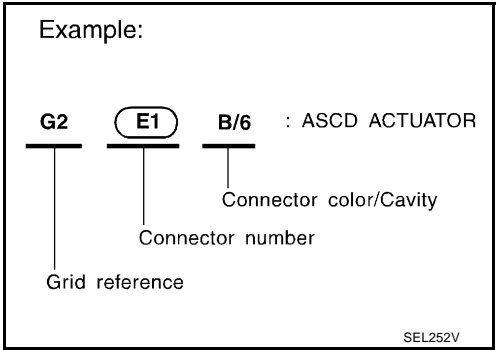 Example:
G2 E1 B/6 : ASCD ACTUATOR
Connector color/Cavity
Connector number
Grid reference
SEL252V